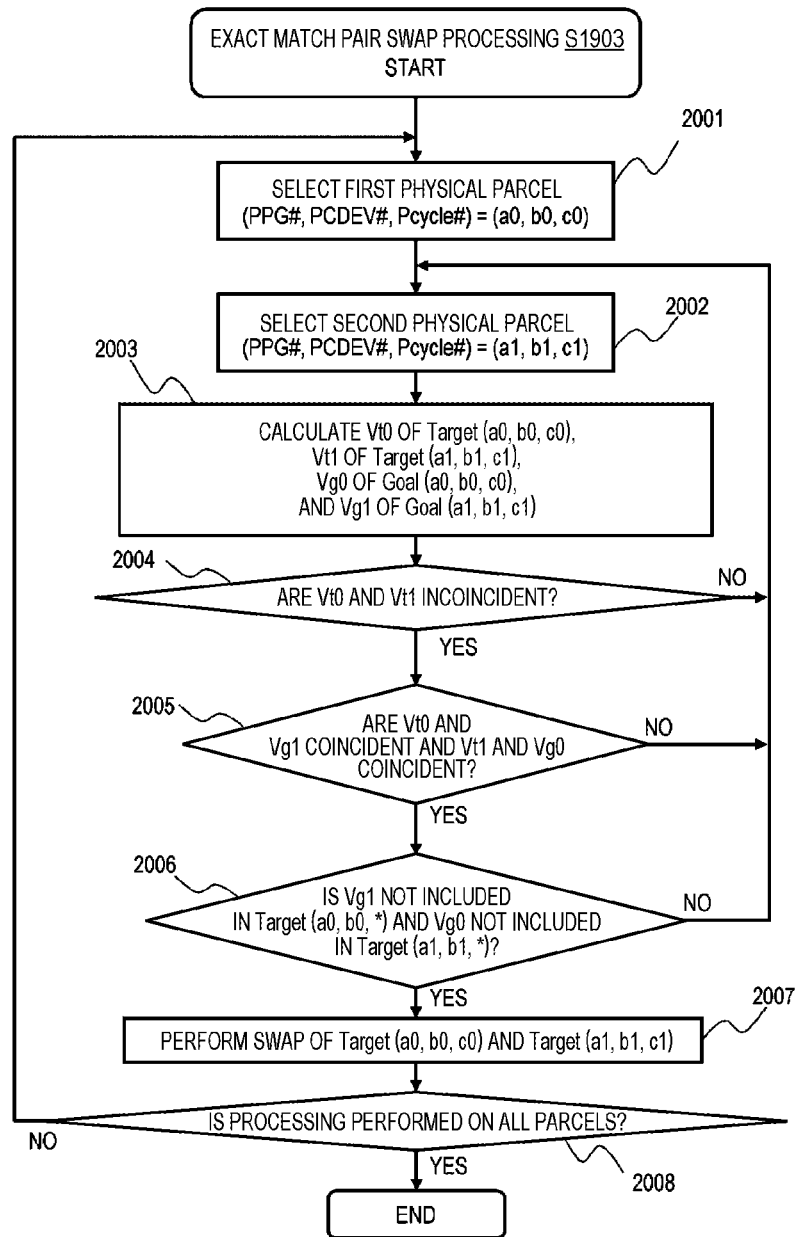 EXACT MATCH PAIR SWAP PROCESSING S1903
START
2001
SELECT FIRST PHYSICAL PARCEL
(PPG#, PCDEV#, Pcycle#) = (a0, b0, c0)
2002
SELECT SECOND PHYSICAL PARCEL
(PPG#, PCDEV#, Pcycle#) = (a1, b1, c1)
2003
CALCULATE Vt0 OF Target (a0, b0, c0),
Vt1 OF Target (a1, b1, c1),
Vg0 OF Goal (a0, b0, c0),
AND Vg1 OF Goal (a1, b1, c1)
2004
ARE Vt0 AND Vt1 INCOINCIDENT?
NO
YES
2005
ARE Vt0 AND
Vg1 COINCIDENT AND Vt1 AND Vg0
COINCIDENT?
NO
YES
2006
IS Vg1 NOT INCLUDED
IN Target (a0, b0, *) AND Vg0 NOT INCLUDED
IN Target (a1, b1, *)?
NO
YES
2007
PERFORM SWAP OF Target (a0, b0, c0) AND Target (a1, b1, c1)
IS PROCESSING PERFORMED ON ALL PARCELS?
NO
YES
2008
END